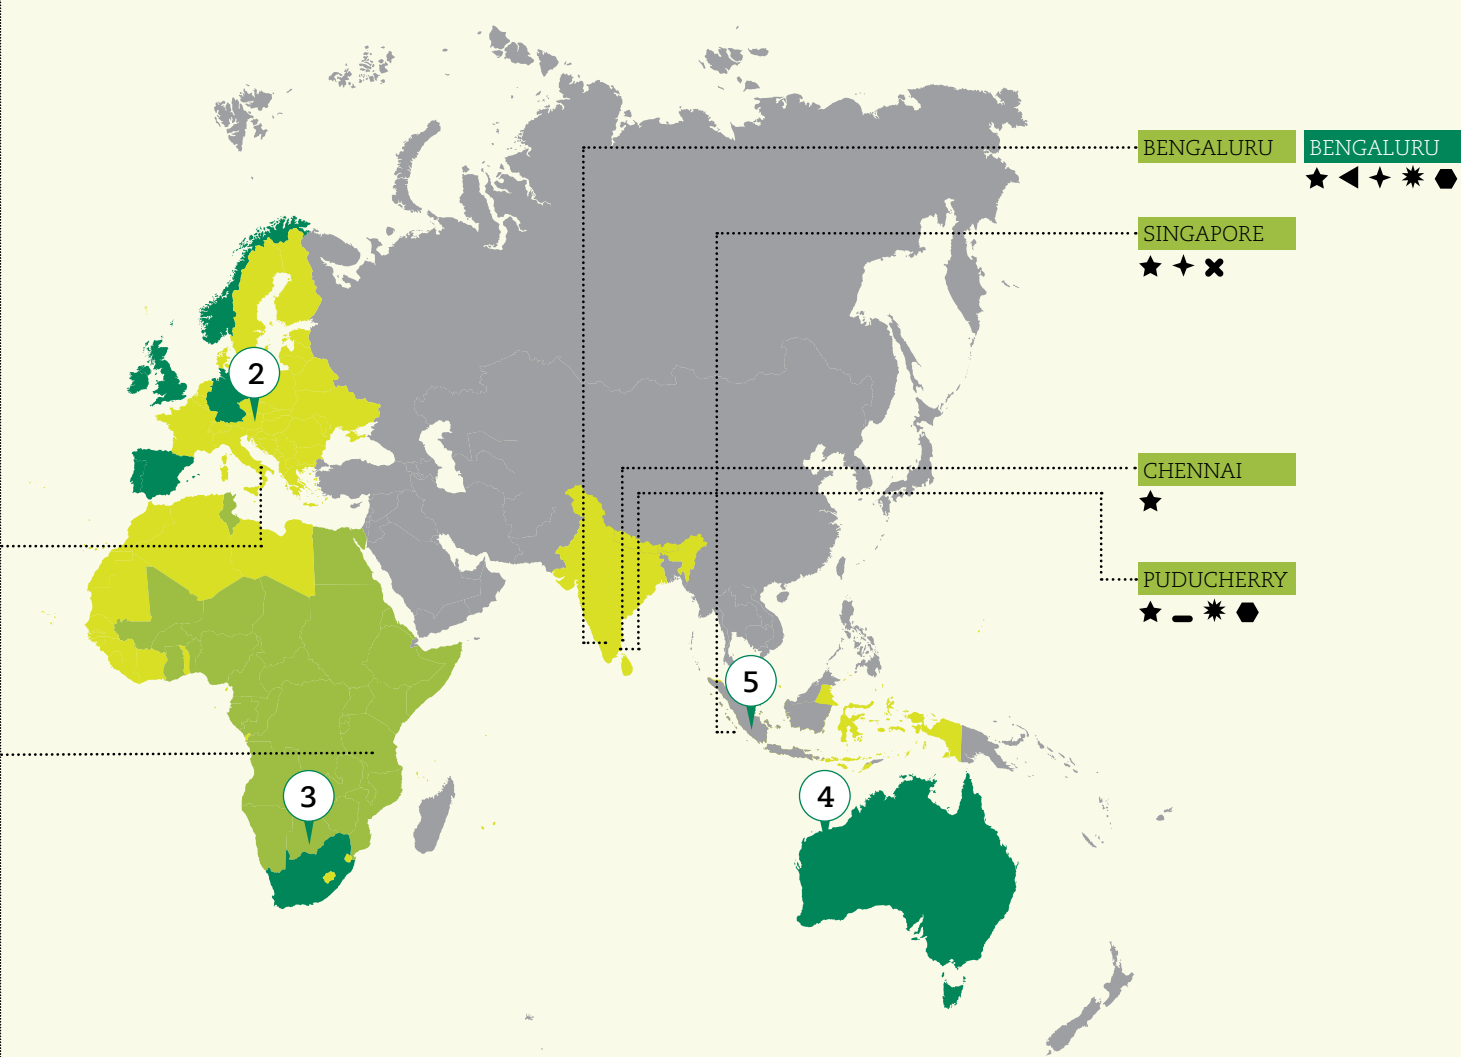 BENGALURU BENGALURU
SINGAPORE
2
CHENNAI
PUDUCHERRY
5
3
4